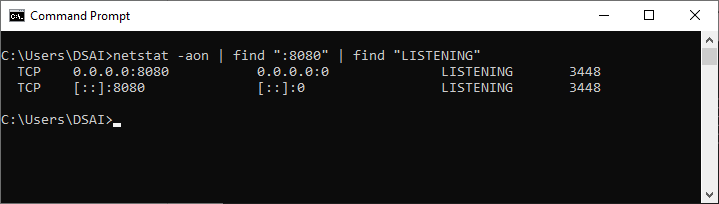 Command Prompt
C:\Users\DSAI>netstat -aon | find ":8080" | find "LISTENING"
  TCP    0.0.0.0:8080           0.0.0.0:0              LISTENING       3448
  TCP    [::]:8080              [::]:0                 LISTENING       3448
C:\Users\DSAI>